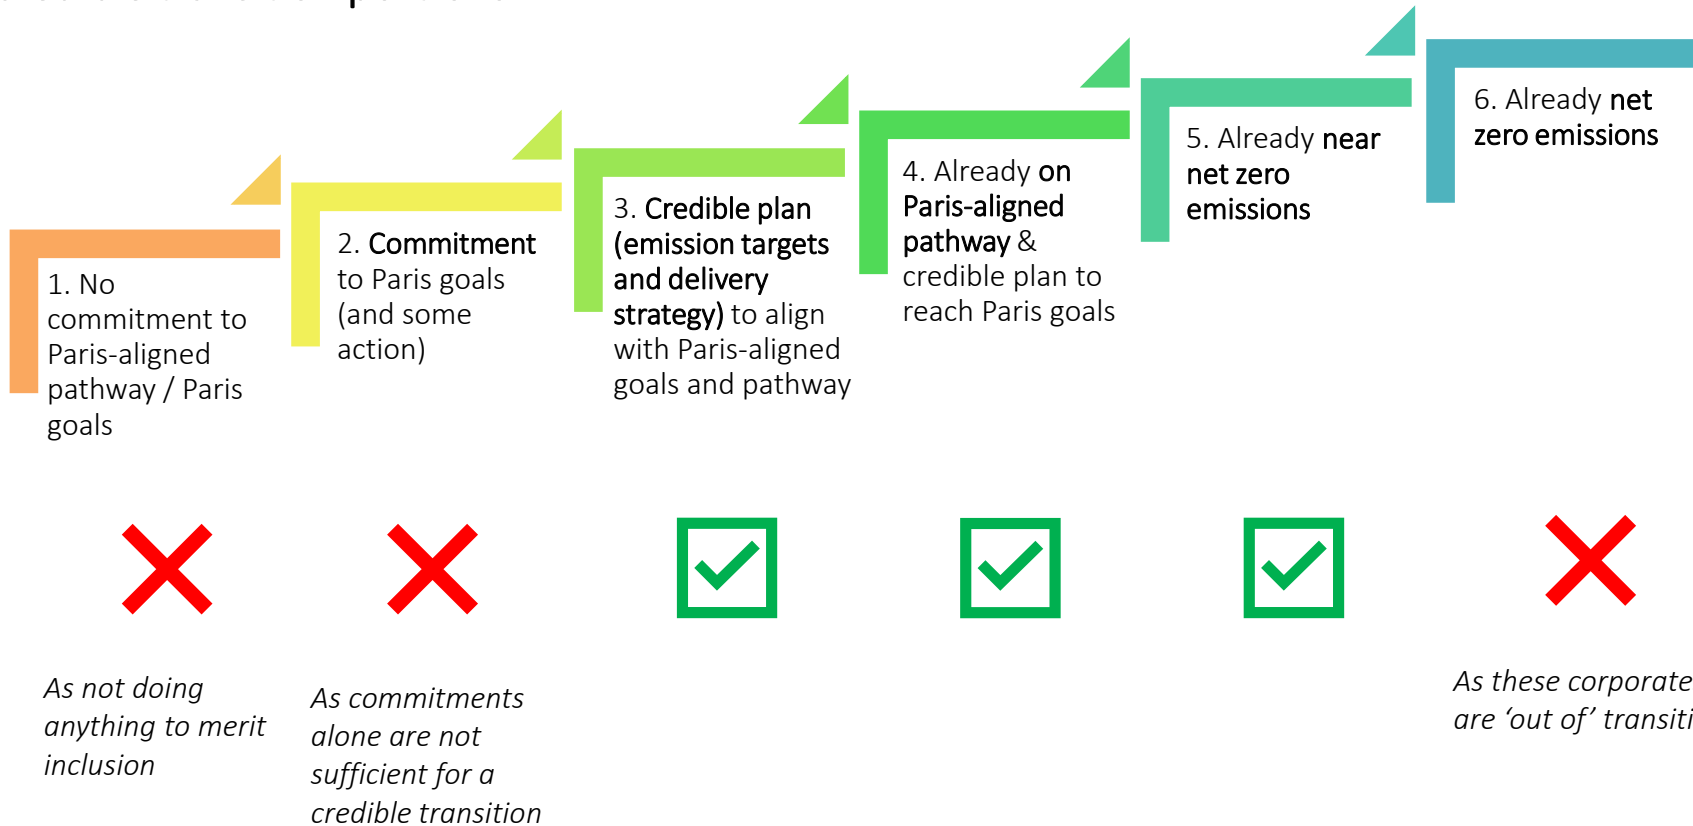 1. No
commitment to
Paris-aligned
pathway / Paris
goals
2. Commitment
to Paris goals
(and some
action)
3. Credible plan
(emission targets
and delivery
strategy) to align
with Paris-aligned
goals and pathway
4. Already on
Paris-aligned
pathway &
credible plan to
reach Paris goals
5. Already near
net zero
emissions
6. Already net
zero emissions
As not doing
anything to merit
inclusion
As commitments
alone are not
sufficient for a
credible transition
As these corporate
are ‘out of’ transiti